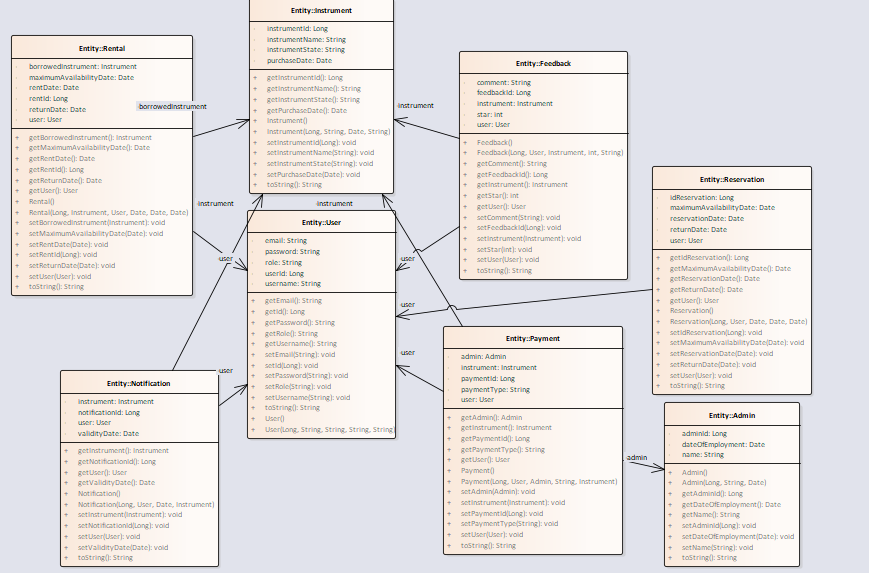 Entity::Instrument
instrumentId: Long
instrumentName: String
instrumentState: String
purchaseDate: Date
+ getInstrumentId(): Long
+ getInstrumentName(): String
+ getInstrumentState(): String
+ getPurchaseDate(): Date
+ Instrument()
+ Instrument(Long, String, Date, String)
+ setInstrumentId(Long): void
+ setInstrumentName(String): void
+ setInstrumentState(String): void
+ setPurchaseDate(Date): void
+ toString(): String
Entity::Rental
borrowedInstrument: Instrument
maximumAvailabilityDate: Date
rentDate: Date
rentId: Long
returnDate: Date
user: User
+ getBorrowedInstrument(): Instrument
+ getMaximumAvailabilityDate(): Date
+ getRentDate(): Date
+ getRentId(): Long
+ getReturnDate(): Date
+ getUser(): User
+ Rental()
+ Rental(Long, Instrument, User, Date, Date, Date)
+ setBorrowedInstrument(Instrument): void
+ setMaximumAvailabilityDate(Date): void
+ setRentDate(Date): void
+ setRentId(Long): void
+ setReturnDate(Date): void
+ setUser(User): void
+ toString(): String
-borrowedInstrument
-instrument
-instrument
-instrument
Entity::Feedback
comment: String
feedbackId: Long
instrument: Instrument
star: int
user: User
+ Feedback()
+ Feedback(Long, User, Instrument, int, String)
+ getComment(): String
+ getFeedbackId(): Long
+ getInstrument(): Instrument
+ getStar(): int
+ getUser(): User
+ setComment(String): void
+ setFeedbackId(Long): void
+ setInstrument(Instrument): void
+ setStar(int): void
+ setUser(User): void
+ toString(): String
Entity::Reservation
idReservation: Long
maximumAvailabilityDate: Date
reservationDate: Date
returnDate: Date
user: User
+ getIdReservation(): Long
+ getMaximumAvailabilityDate(): Date
+ getReservationDate(): Date
+ getReturnDate(): Date
+ getUser(): User
+ Reservation()
+ Reservation(Long, User, Date, Date, Date)
+ setIdReservation(Long): void
+ setMaximumAvailabilityDate(Date): void
+ setReservationDate(Date): void
+ setReturnDate(Date): void
+ setUser(User): void
+ toString(): String
Entity::User
email: String
password: String
role: String
userId: Long
username: String
+ getEmail(): String
+ getId(): Long
+ getPassword(): String
+ getRole(): String
+ getUsername(): String
+ setEmail(String): void
+ setId(Long): void
+ setPassword(String): void
+ setRole(String): void
+ setUsername(String): void
+ toString(): String
+ User()
+ User(Long, String, String, String, String)
-user
-user
-user
-user
-user
Entity::Notification
instrument: Instrument
notificationId: Long
user: User
validityDate: Date
+ getInstrument(): Instrument
+ getNotificationId(): Long
+ getUser(): User
+ getValidityDate(): Date
+ Notification()
+ Notification(Long, User, Date, Instrument)
+ setInstrument(Instrument): void
+ setNotificationId(Long): void
+ setUser(User): void
+ setValidityDate(Date): void
+ toString(): String
Entity::Payment
admin: Admin
instrument: Instrument
paymentId: Long
paymentType: String
user: User
+ getAdmin(): Admin
+ getInstrument(): Instrument
+ getPaymentId(): Long
+ getPaymentType(): String
+ getUser(): User
+ Payment()
+ Payment(Long, User, Admin, String, Instrument)
+ setAdmin(Admin): void
+ setInstrument(Instrument): void
+ setPaymentId(Long): void
+ setPaymentType(String): void
+ setUser(User): void
+ toString(): String
-admin
Entity::Admin
adminId: Long
dateOfEmployment: Date
name: String
+ Admin()
+ Admin(Long, String, Date)
+ getAdminId(): Long
+ getDateOfEmployment(): Date
+ getName(): String
+ setAdminId(Long): void
+ setDateOfEmployment(Date): void
+ setName(String): void
+ toString(): String